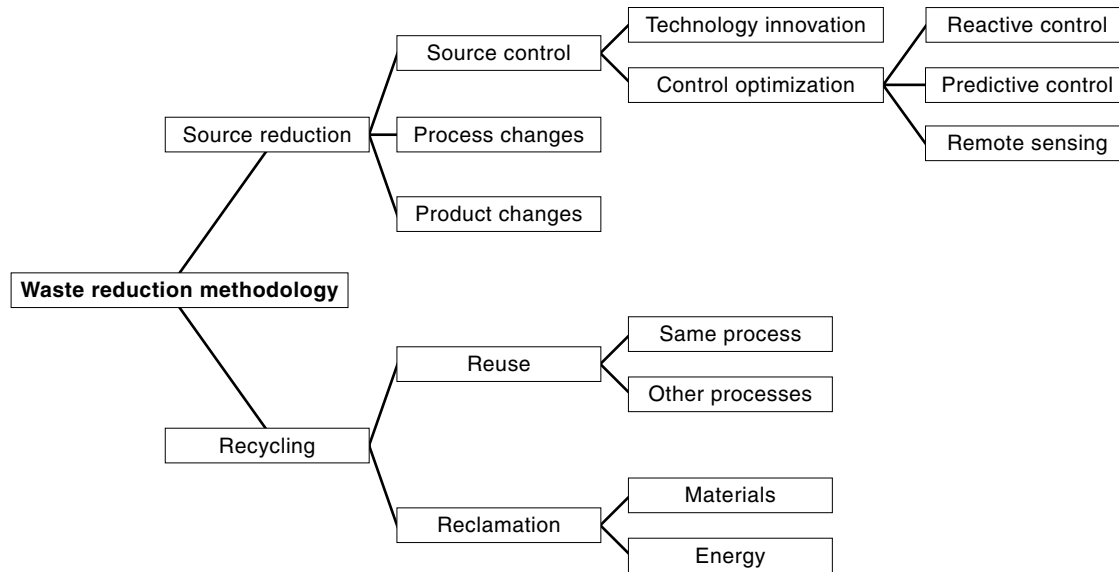 Technology innovation
Reactive control
Source control
Control optimization
Predictive control
Source reduction
Process changes
Remote sensing
Product changes
Waste reduction methodology
Same process
Reuse
Other processes
Recycling
Materials
Reclamation
Energy